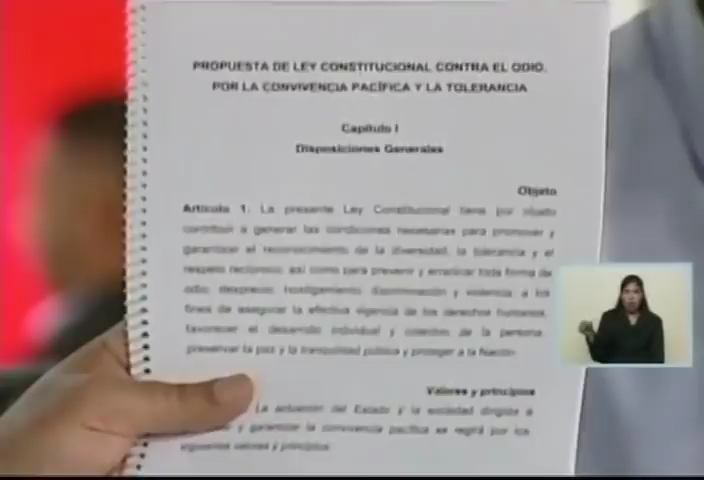 PROPUESTA DE LEY CONSTITUCIONAL CONTRA EL ODIO,
POR LA CONVIVENCIA PACÍFICA Y LA TOLERANCIA
Capítulo I
Disposiciones Generales
Objeto
Artículo 1. La presente Ley Constitucional tiene por objeto
contribuir a generar las condiciones necesarias para promover y
garantizar el reconocimiento de la diversidad, la tolerancia y el
respeto recíproco, así como para prevenir y erradicar toda forma de
odio, desprecio, hostigamiento, discriminación y violencia, a los
fines de asegurar la efectiva vigencia de los derechos humanos,
favorecer el desarrollo individual y colectivo de la persona,
preservar la paz y la tranquilidad pública y proteger a la Nación.
Valores y principios
La actuación del Estado y la sociedad dirigida a
y garantizar la convivencia pacífica se regirá por los
siguientes valores y principios: